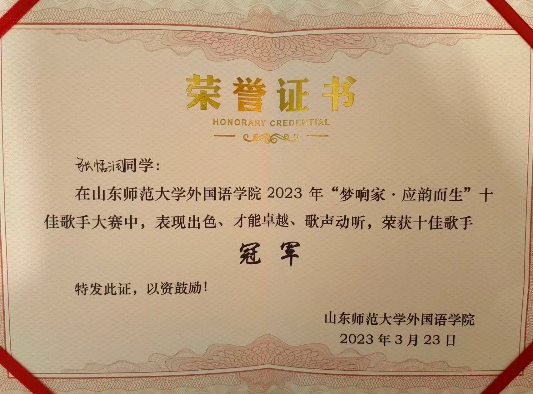 荣誉证书
HONORARY CREDENTIAL
张恬润同学：
在山东师范大学外国语学院 2023 年“梦响家·应韵而生”十
佳歌手大赛中，表现出色、才能卓越、歌声动听，荣获十佳歌手
冠军
特发此证，以资鼓励！
山东师范大学外国语学院
2023 年 3 月 23 日